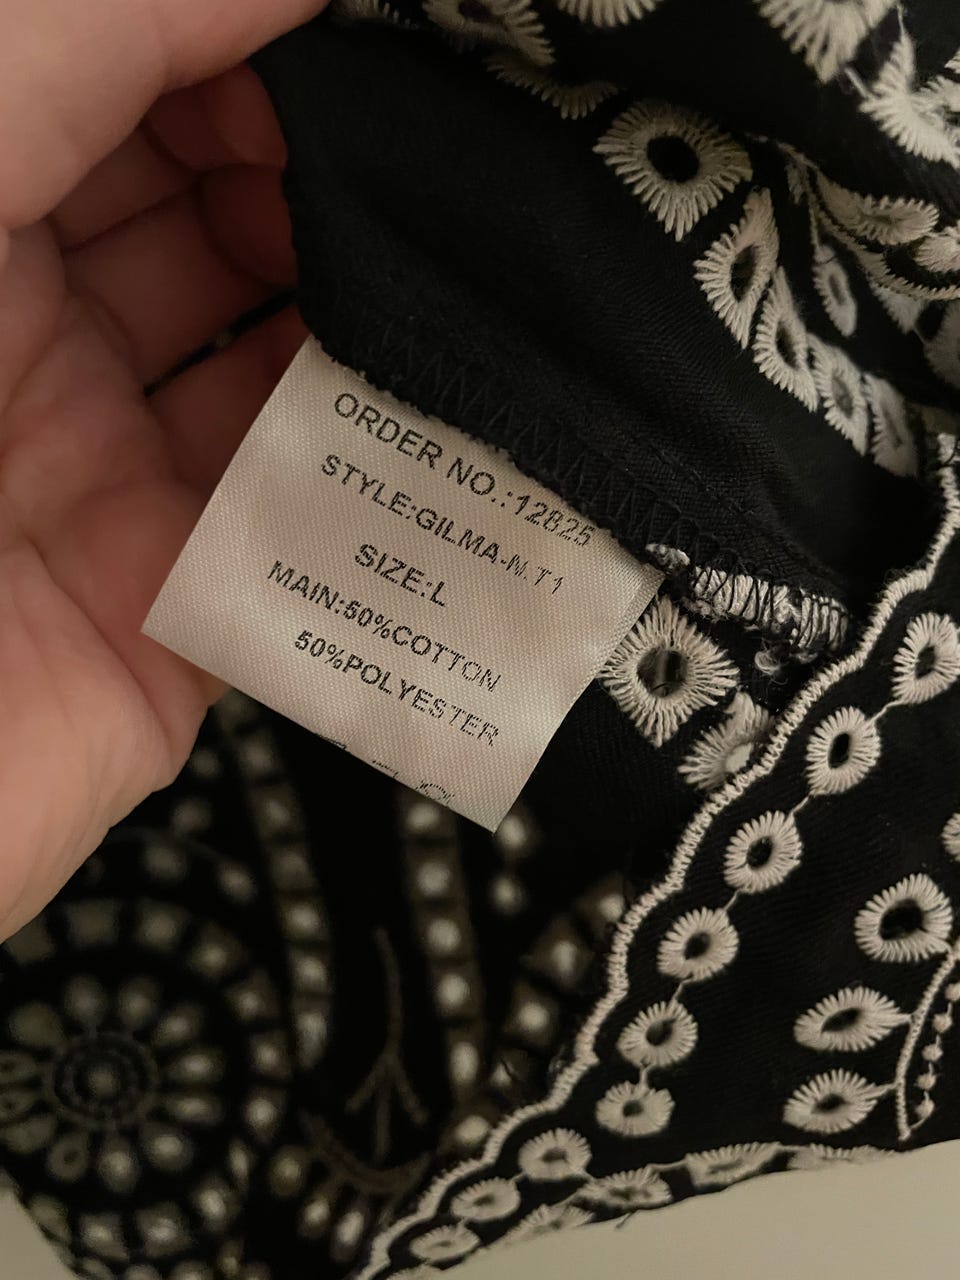 ORDER NO.:12825
STYLE:GILMA-N.T1
SIZE:L
MAIN:50%COTTON
50%POLYESTER